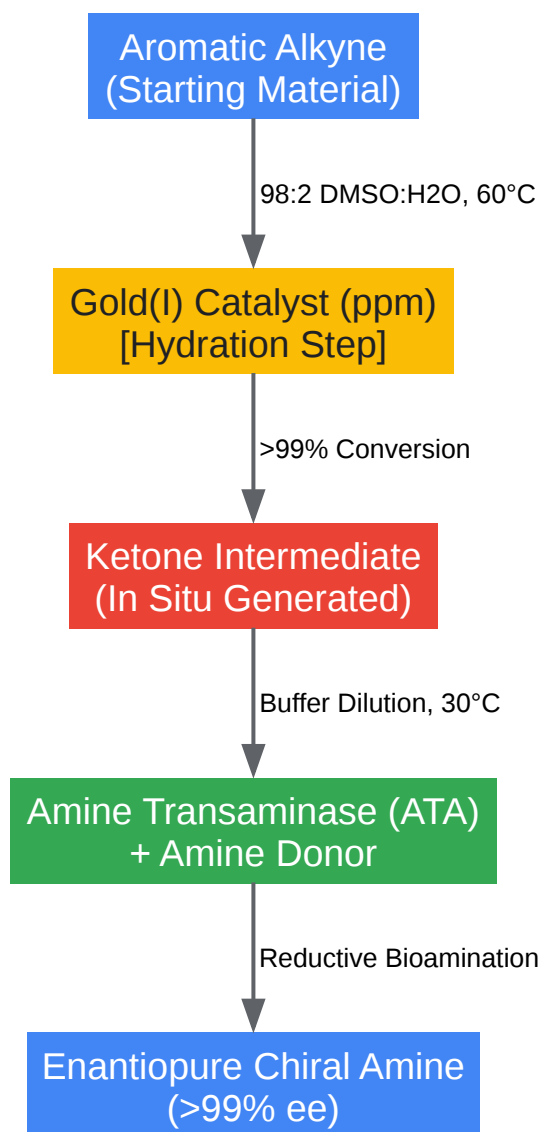 Aromatic Alkyne
(Starting Material)
98:2 DMSO:H2O, 60°C
Gold(I) Catalyst (ppm)
[Hydration Step]
>99% Conversion
Ketone Intermediate
(In Situ Generated)
Buffer Dilution, 30°C
Amine Transaminase (ATA)
+ Amine Donor
Reductive Bioamination
Enantiopure Chiral Amine
(>99% ee)